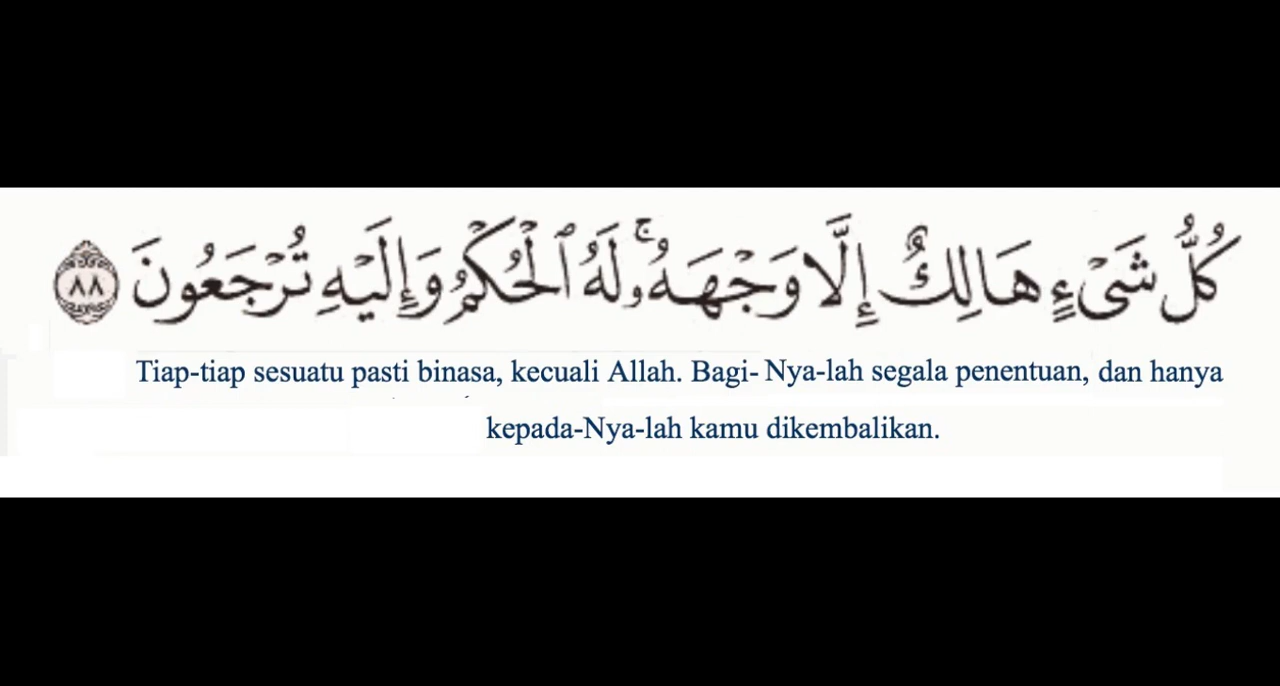 كُلُّ شَىْءٍ هَالِكٌ إِلَّا وَجْهَهُۥ ۚ لَهُ ٱلْحُكْمُ وَإِلَيْهِ تُرْجَعُونَ ٨٨
Tiap-tiap sesuatu pasti binasa, kecuali Allah. Bagi- Nya-lah segala penentuan, dan hanya
kepada-Nya-lah kamu dikembalikan.